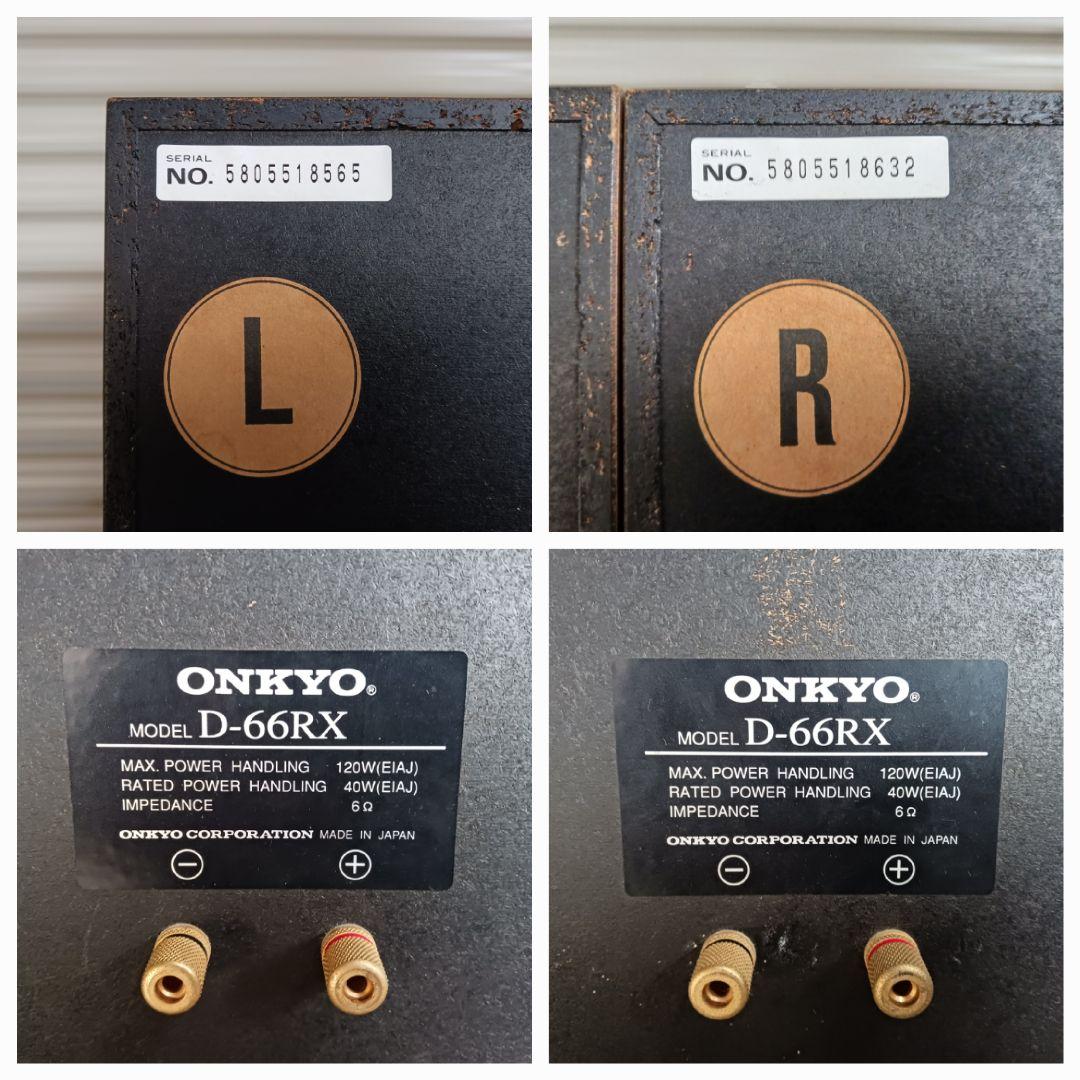 SERIAL
NO. 5805518565
L
SERIAL
NO. 5805518632
R
ONKYO®
MODEL D-66RX
MAX. POWER HANDLING 120W(EIAJ)
RATED POWER HANDLING 40W(EIAJ)
IMPEDANCE 6Ω
ONKYO CORPORATION MADE IN JAPAN
⊖ ⊕
ONKYO®
MODEL D-66RX
MAX. POWER HANDLING 120W(EIAJ)
RATED POWER HANDLING 40W(EIAJ)
IMPEDANCE 6Ω
ONKYO CORPORATION MADE IN JAPAN
⊖ ⊕